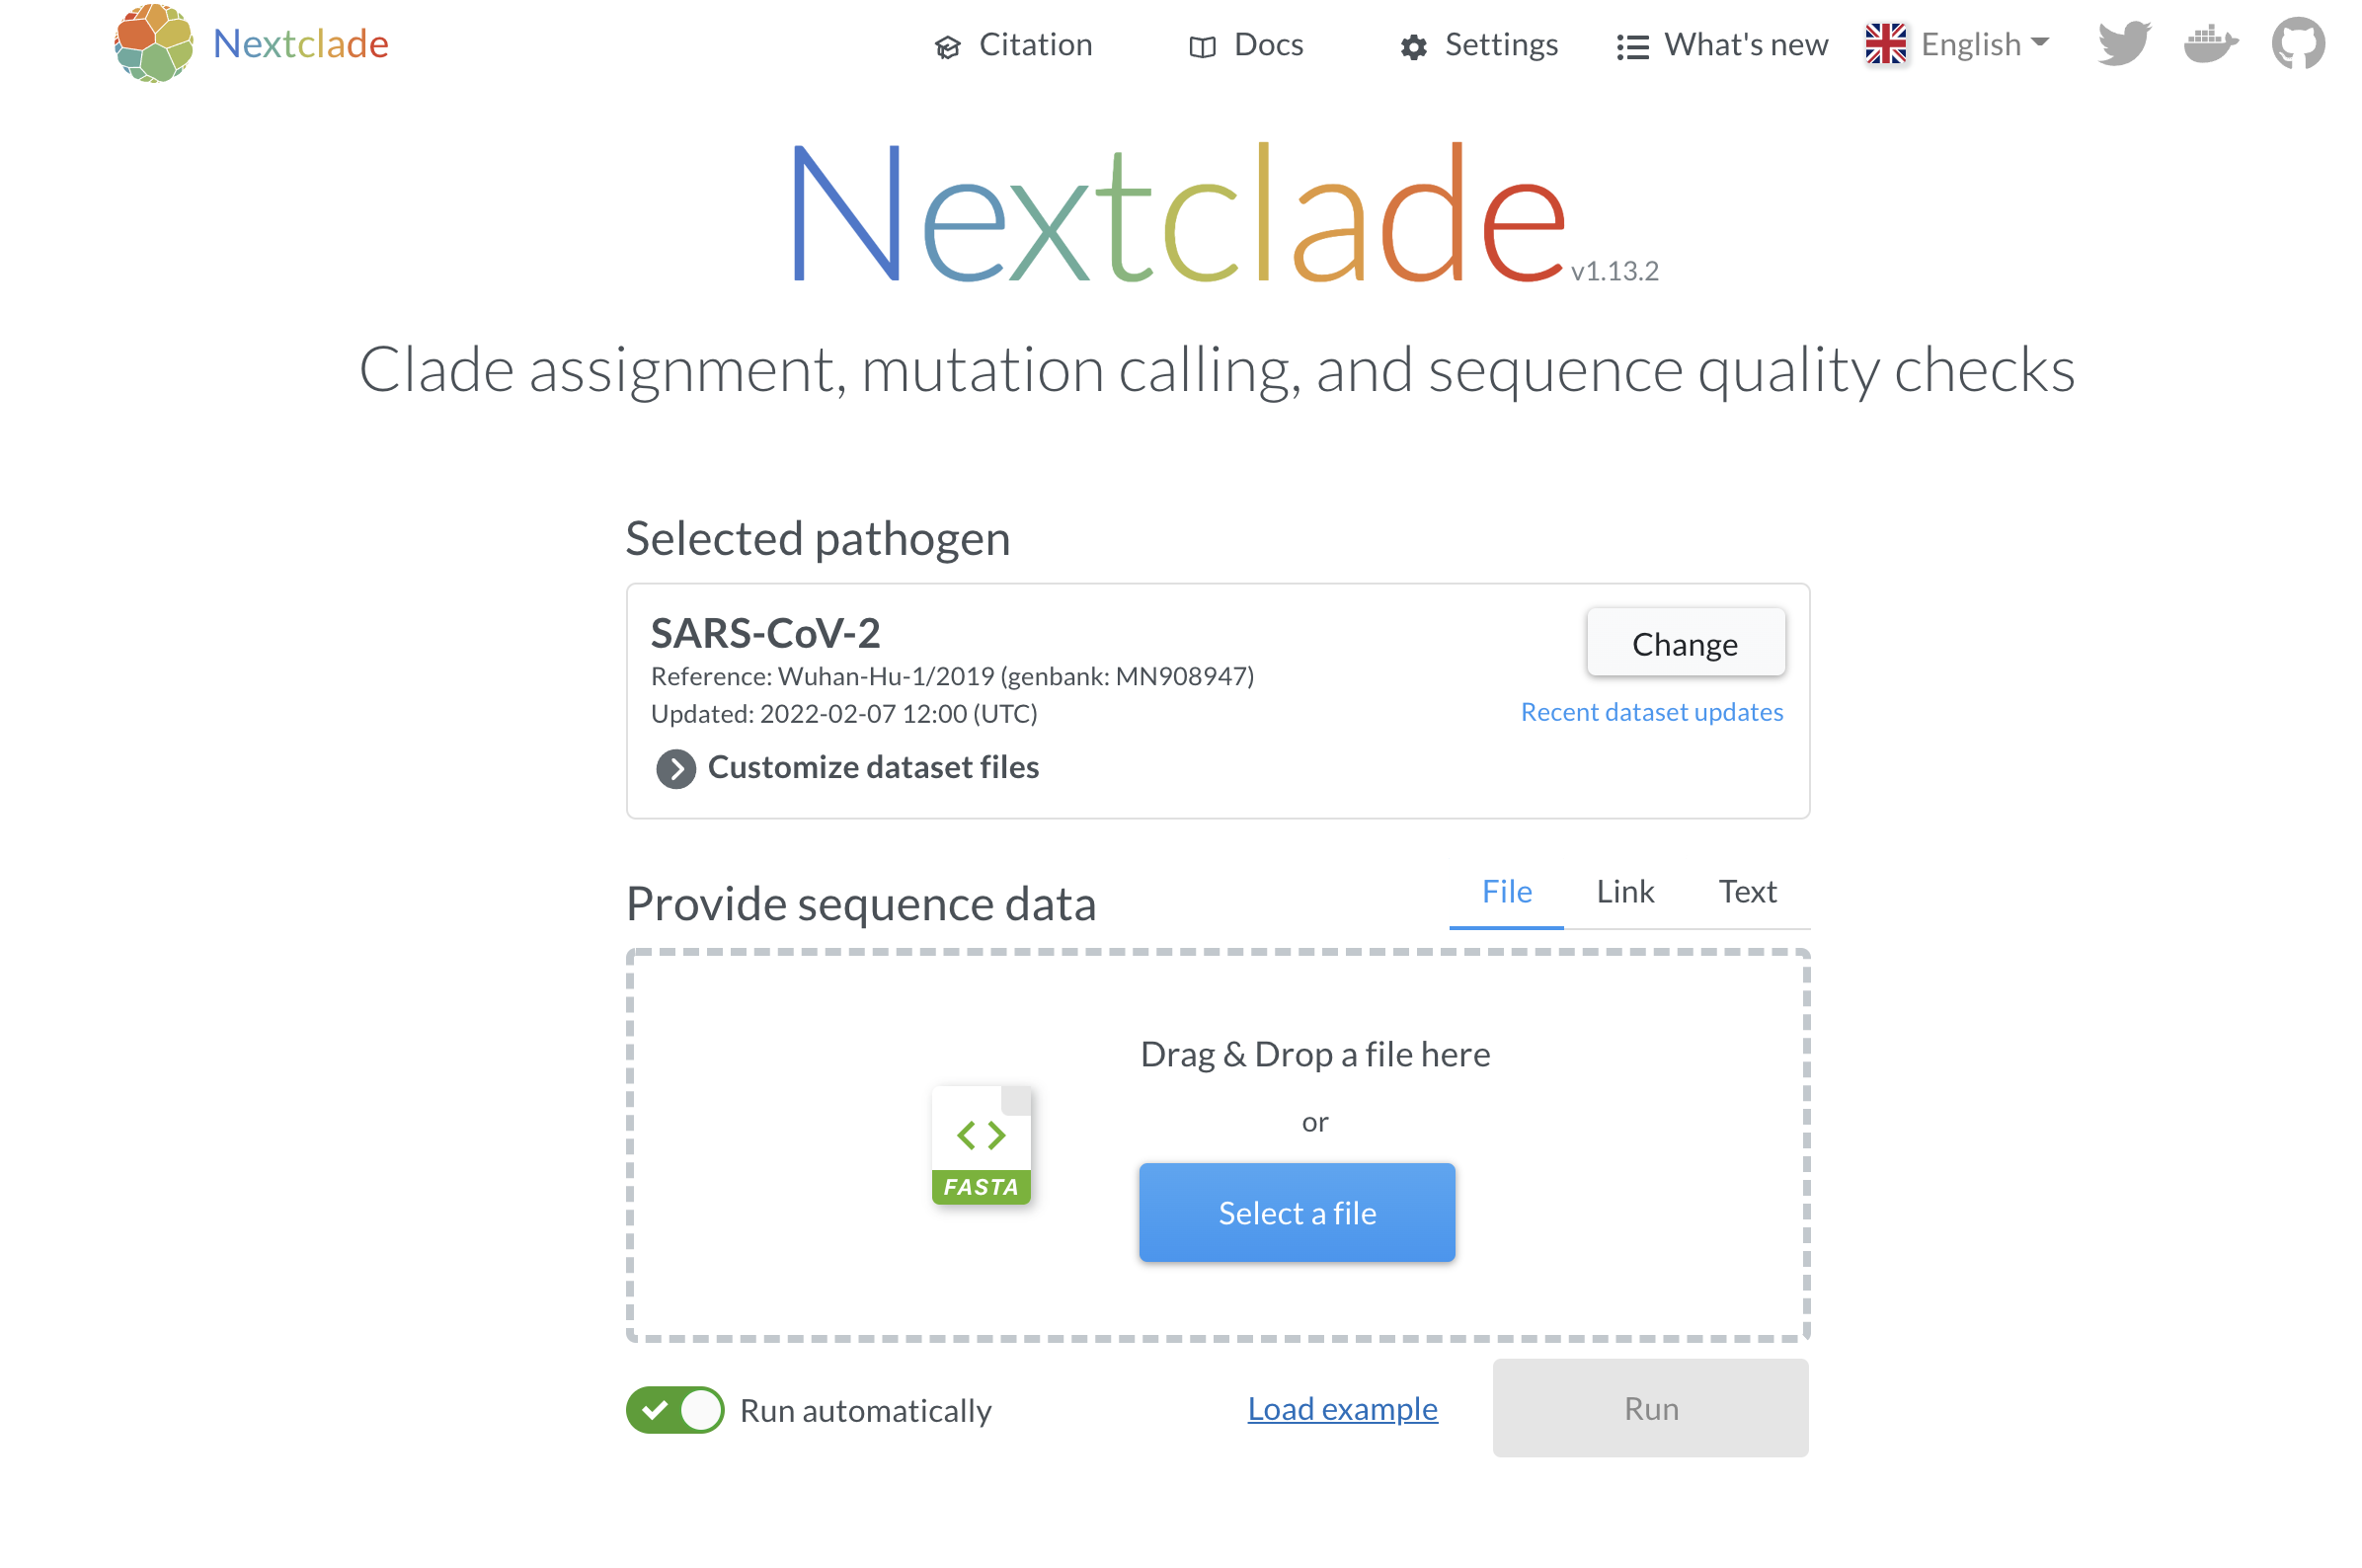 Nextclade
Citation
Docs
Settings
What's new
English
Nextclade v1.13.2
Clade assignment, mutation calling, and sequence quality checks
Selected pathogen
SARS-CoV-2
Change
Reference: Wuhan-Hu-1/2019 (genbank: MN908947)
Updated: 2022-02-07 12:00 (UTC)
Recent dataset updates
Customize dataset files
Provide sequence data
File
Link
Text
Drag & Drop a file here
or
FASTA
Select a file
Run automatically
Load example
Run